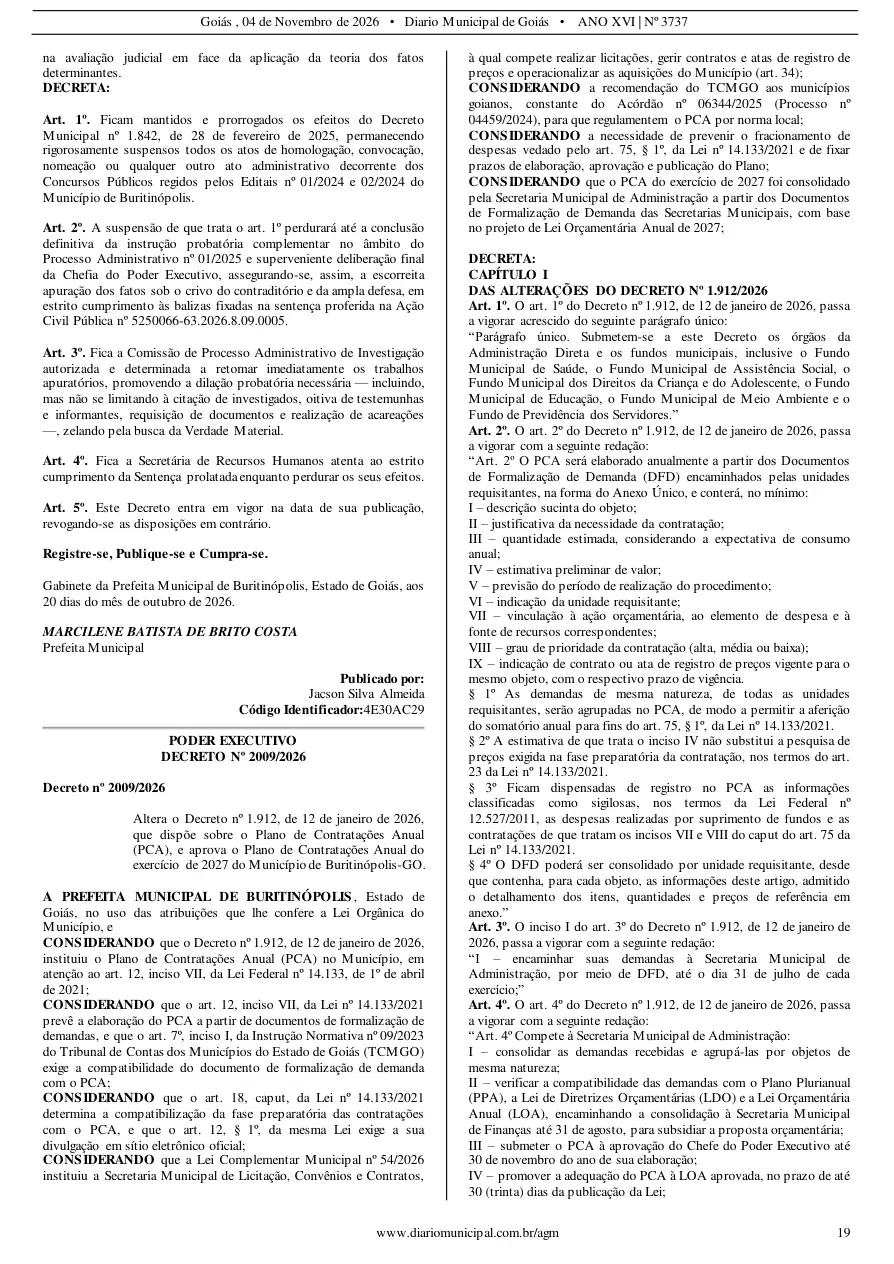 Goiás , 04 de Novembro de 2026 • Diario Municipal de Goiás • ANO XVI | Nº 3737
na avaliação judicial em face da aplicação da teoria dos fatos
determinantes.
DECRETA:
Art. 1º. Ficam mantidos e prorrogados os efeitos do Decreto
Municipal nº 1.842, de 28 de fevereiro de 2025, permanecendo
rigorosamente suspensos todos os atos de homologação, convocação,
nomeação ou qualquer outro ato administrativo decorrente dos
Concursos Públicos regidos pelos Editais nº 01/2024 e 02/2024 do
Município de Buritinópolis.
Art. 2º. A suspensão de que trata o art. 1º perdurará até a conclusão
definitiva da instrução probatória complementar no âmbito do
Processo Administrativo nº 01/2025 e superveniente deliberação final
da Chefia do Poder Executivo, assegurando-se, assim, a escorreita
apuração dos fatos sob o crivo do contraditório e da ampla defesa, em
estrito cumprimento às balizas fixadas na sentença proferida na Ação
Civil Pública nº 5250066-63.2026.8.09.0005.
Art. 3º. Fica a Comissão de Processo Administrativo de Investigação
autorizada e determinada a retomar imediatamente os trabalhos
apuratórios, promovendo a dilação probatória necessária — incluindo,
mas não se limitando à citação de investigados, oitiva de testemunhas
e informantes, requisição de documentos e realização de acareações
—, zelando pela busca da Verdade Material.
Art. 4º. Fica a Secretária de Recursos Humanos atenta ao estrito
cumprimento da Sentença prolatada enquanto perdurar os seus efeitos.
Art. 5º. Este Decreto entra em vigor na data de sua publicação,
revogando-se as disposições em contrário.
Registre-se, Publique-se e Cumpra-se.
Gabinete da Prefeita Municipal de Buritinópolis, Estado de Goiás, aos
20 dias do mês de outubro de 2026.
MARCILENE BATISTA DE BRITO COSTA
Prefeita Municipal
Publicado por:
Jacson Silva Almeida
Código Identificador:4E30AC29
PODER EXECUTIVO
DECRETO Nº 2009/2026
Decreto nº 2009/2026
Altera o Decreto nº 1.912, de 12 de janeiro de 2026,
que dispõe sobre o Plano de Contratações Anual
(PCA), e aprova o Plano de Contratações Anual do
exercício de 2027 do Município de Buritinópolis-GO.
A PREFEITA MUNICIPAL DE BURITINÓPOLIS, Estado de
Goiás, no uso das atribuições que lhe confere a Lei Orgânica do
Município, e
CONSIDERANDO que o Decreto nº 1.912, de 12 de janeiro de 2026,
instituiu o Plano de Contratações Anual (PCA) no Município, em
atenção ao art. 12, inciso VII, da Lei Federal nº 14.133, de 1º de abril
de 2021;
CONSIDERANDO que o art. 12, inciso VII, da Lei nº 14.133/2021
prevê a elaboração do PCA a partir de documentos de formalização de
demandas, e que o art. 7º, inciso I, da Instrução Normativa nº 09/2023
do Tribunal de Contas dos Municípios do Estado de Goiás (TCMGO)
exige a compatibilidade do documento de formalização de demanda
com o PCA;
CONSIDERANDO que o art. 18, caput, da Lei nº 14.133/2021
determina a compatibilização da fase preparatória das contratações
com o PCA, e que o art. 12, § 1º, da mesma Lei exige a sua
divulgação em sítio eletrônico oficial;
CONSIDERANDO que a Lei Complementar Municipal nº 54/2026
instituiu a Secretaria Municipal de Licitação, Convênios e Contratos,
à qual compete realizar licitações, gerir contratos e atas de registro de
preços e operacionalizar as aquisições do Município (art. 34);
CONSIDERANDO a recomendação do TCMGO aos municípios
goianos, constante do Acórdão nº 06344/2025 (Processo nº
04459/2024), para que regulamentem o PCA por norma local;
CONSIDERANDO a necessidade de prevenir o fracionamento de
despesas vedado pelo art. 75, § 1º, da Lei nº 14.133/2021 e de fixar
prazos de elaboração, aprovação e publicação do Plano;
CONSIDERANDO que o PCA do exercício de 2027 foi consolidado
pela Secretaria Municipal de Administração a partir dos Documentos
de Formalização de Demanda das Secretarias Municipais, com base
no projeto de Lei Orçamentária Anual de 2027;
DECRETA:
CAPÍTULO I
DAS ALTERAÇÕES DO DECRETO Nº 1.912/2026
Art. 1º. O art. 1º do Decreto nº 1.912, de 12 de janeiro de 2026, passa
a vigorar acrescido do seguinte parágrafo único:
“Parágrafo único. Submetem-se a este Decreto os órgãos da
Administração Direta e os fundos municipais, inclusive o Fundo
Municipal de Saúde, o Fundo Municipal de Assistência Social, o
Fundo Municipal dos Direitos da Criança e do Adolescente, o Fundo
Municipal de Educação, o Fundo Municipal de Meio Ambiente e o
Fundo de Previdência dos Servidores.”
Art. 2º. O art. 2º do Decreto nº 1.912, de 12 de janeiro de 2026, passa
a vigorar com a seguinte redação:
“Art. 2º O PCA será elaborado anualmente a partir dos Documentos
de Formalização de Demanda (DFD) encaminhados pelas unidades
requisitantes, na forma do Anexo Único, e conterá, no mínimo:
I – descrição sucinta do objeto;
II – justificativa da necessidade da contratação;
III – quantidade estimada, considerando a expectativa de consumo
anual;
IV – estimativa preliminar de valor;
V – previsão do período de realização do procedimento;
VI – indicação da unidade requisitante;
VII – vinculação à ação orçamentária, ao elemento de despesa e à
fonte de recursos correspondentes;
VIII – grau de prioridade da contratação (alta, média ou baixa);
IX – indicação de contrato ou ata de registro de preços vigente para o
mesmo objeto, com o respectivo prazo de vigência.
§ 1º As demandas de mesma natureza, de todas as unidades
requisitantes, serão agrupadas no PCA, de modo a permitir a aferição
do somatório anual para fins do art. 75, § 1º, da Lei nº 14.133/2021.
§ 2º A estimativa de que trata o inciso IV não substitui a pesquisa de
preços exigida na fase preparatória da contratação, nos termos do art.
23 da Lei nº 14.133/2021.
§ 3º Ficam dispensadas de registro no PCA as informações
classificadas como sigilosas, nos termos da Lei Federal nº
12.527/2011, as despesas realizadas por suprimento de fundos e as
contratações de que tratam os incisos VII e VIII do caput do art. 75 da
Lei nº 14.133/2021.
§ 4º O DFD poderá ser consolidado por unidade requisitante, desde
que contenha, para cada objeto, as informações deste artigo, admitido
o detalhamento dos itens, quantidades e preços de referência em
anexo.”
Art. 3º. O inciso I do art. 3º do Decreto nº 1.912, de 12 de janeiro de
2026, passa a vigorar com a seguinte redação:
“I – encaminhar suas demandas à Secretaria Municipal de
Administração, por meio de DFD, até o dia 31 de julho de cada
exercício;”
Art. 4º. O art. 4º do Decreto nº 1.912, de 12 de janeiro de 2026, passa
a vigorar com a seguinte redação:
“Art. 4º Compete à Secretaria Municipal de Administração:
I – consolidar as demandas recebidas e agrupá-las por objetos de
mesma natureza;
II – verificar a compatibilidade das demandas com o Plano Plurianual
(PPA), a Lei de Diretrizes Orçamentárias (LDO) e a Lei Orçamentária
Anual (LOA), encaminhando a consolidação à Secretaria Municipal
de Finanças até 31 de agosto, para subsidiar a proposta orçamentária;
III – submeter o PCA à aprovação do Chefe do Poder Executivo até
30 de novembro do ano de sua elaboração;
IV – promover a adequação do PCA à LOA aprovada, no prazo de até
30 (trinta) dias da publicação da Lei;
www.diariomunicipal.com.br/agm
19